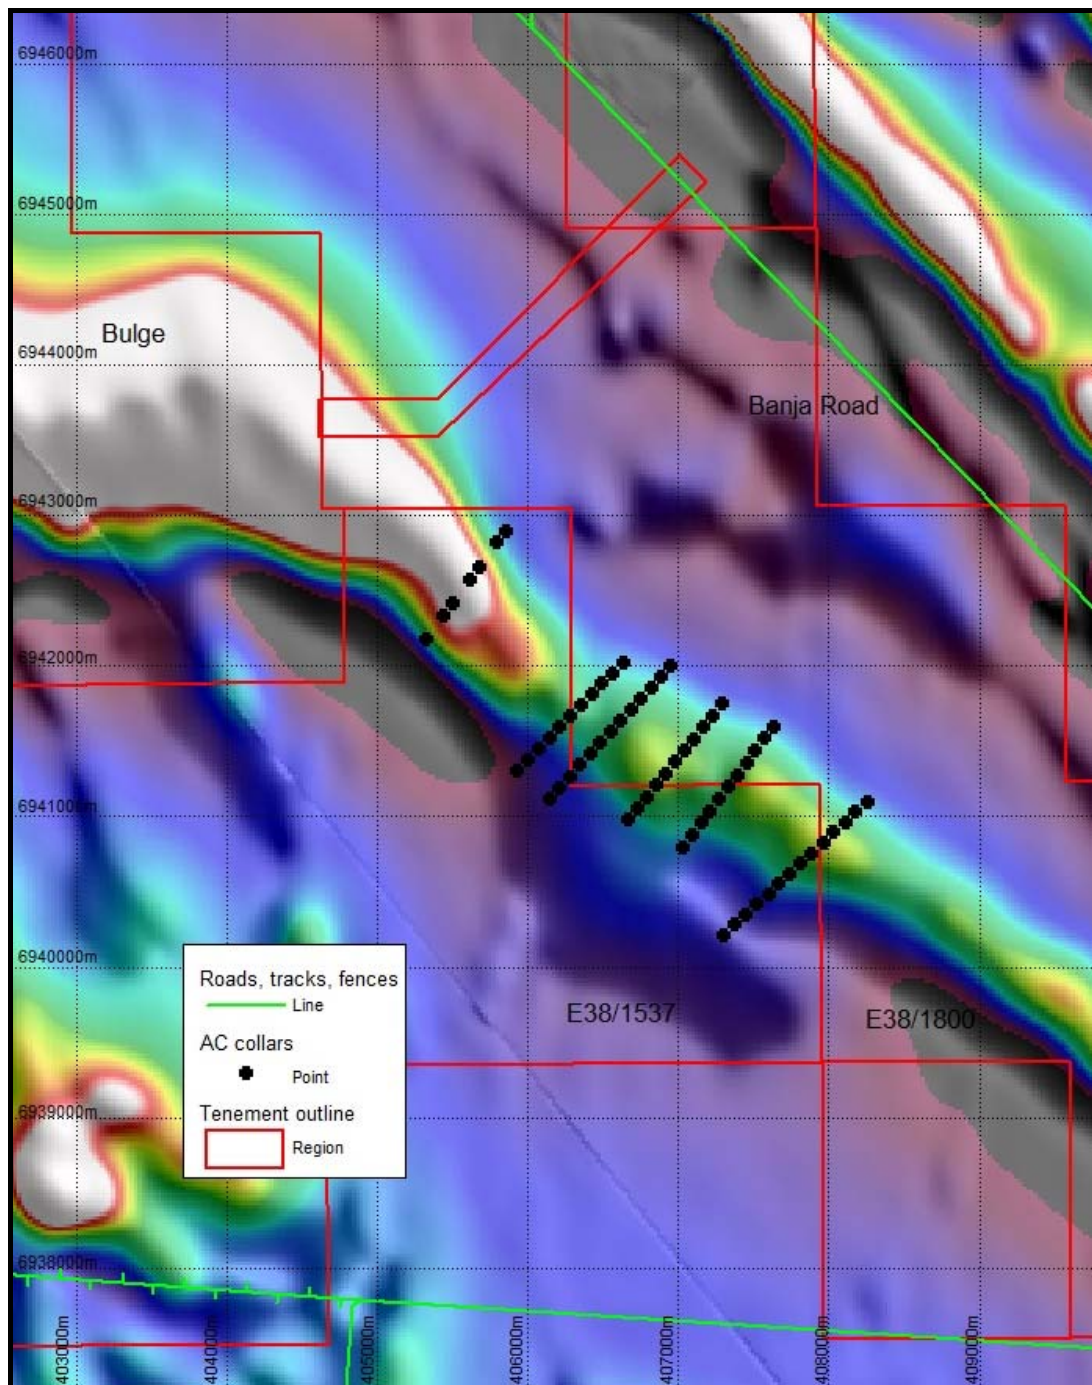 6946000m
6945000m
Bulge
6944000m
Banja Road
6943000m
6942000m
6941000m
6940000m
Roads, tracks, fences
Line
AC collars
Point
Tenement outline
Region
E38/1537
E38/1800
6939000m
6938000m
403000m
404000m
405000m
406000m
407000m
408000m
409000m